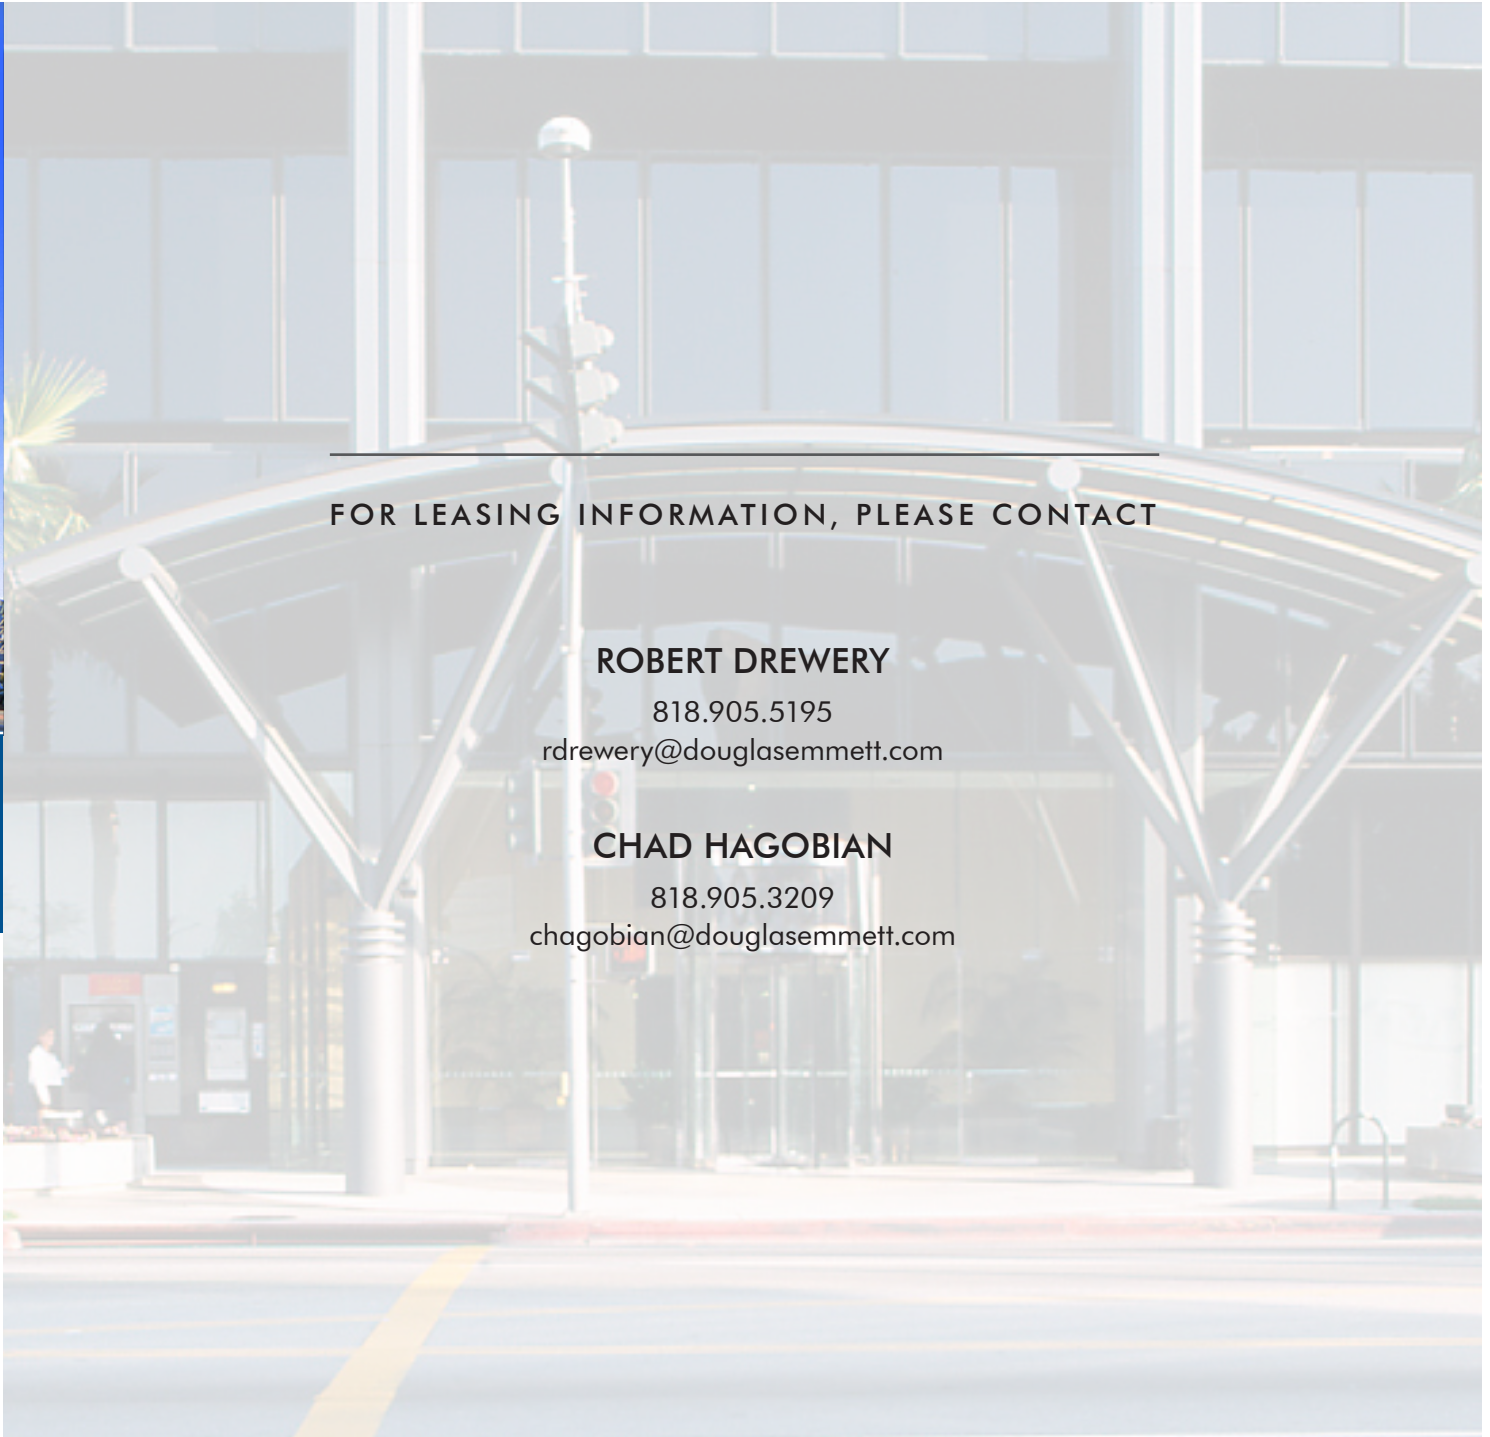 FOR LEASING INFORMATION, PLEASE CONTACT
ROBERT DREWERY
818.905.5195
rdrewery@douglasemmett.com
CHAD HAGOBIAN
818.905.3209
chagobian@douglasemmett.com